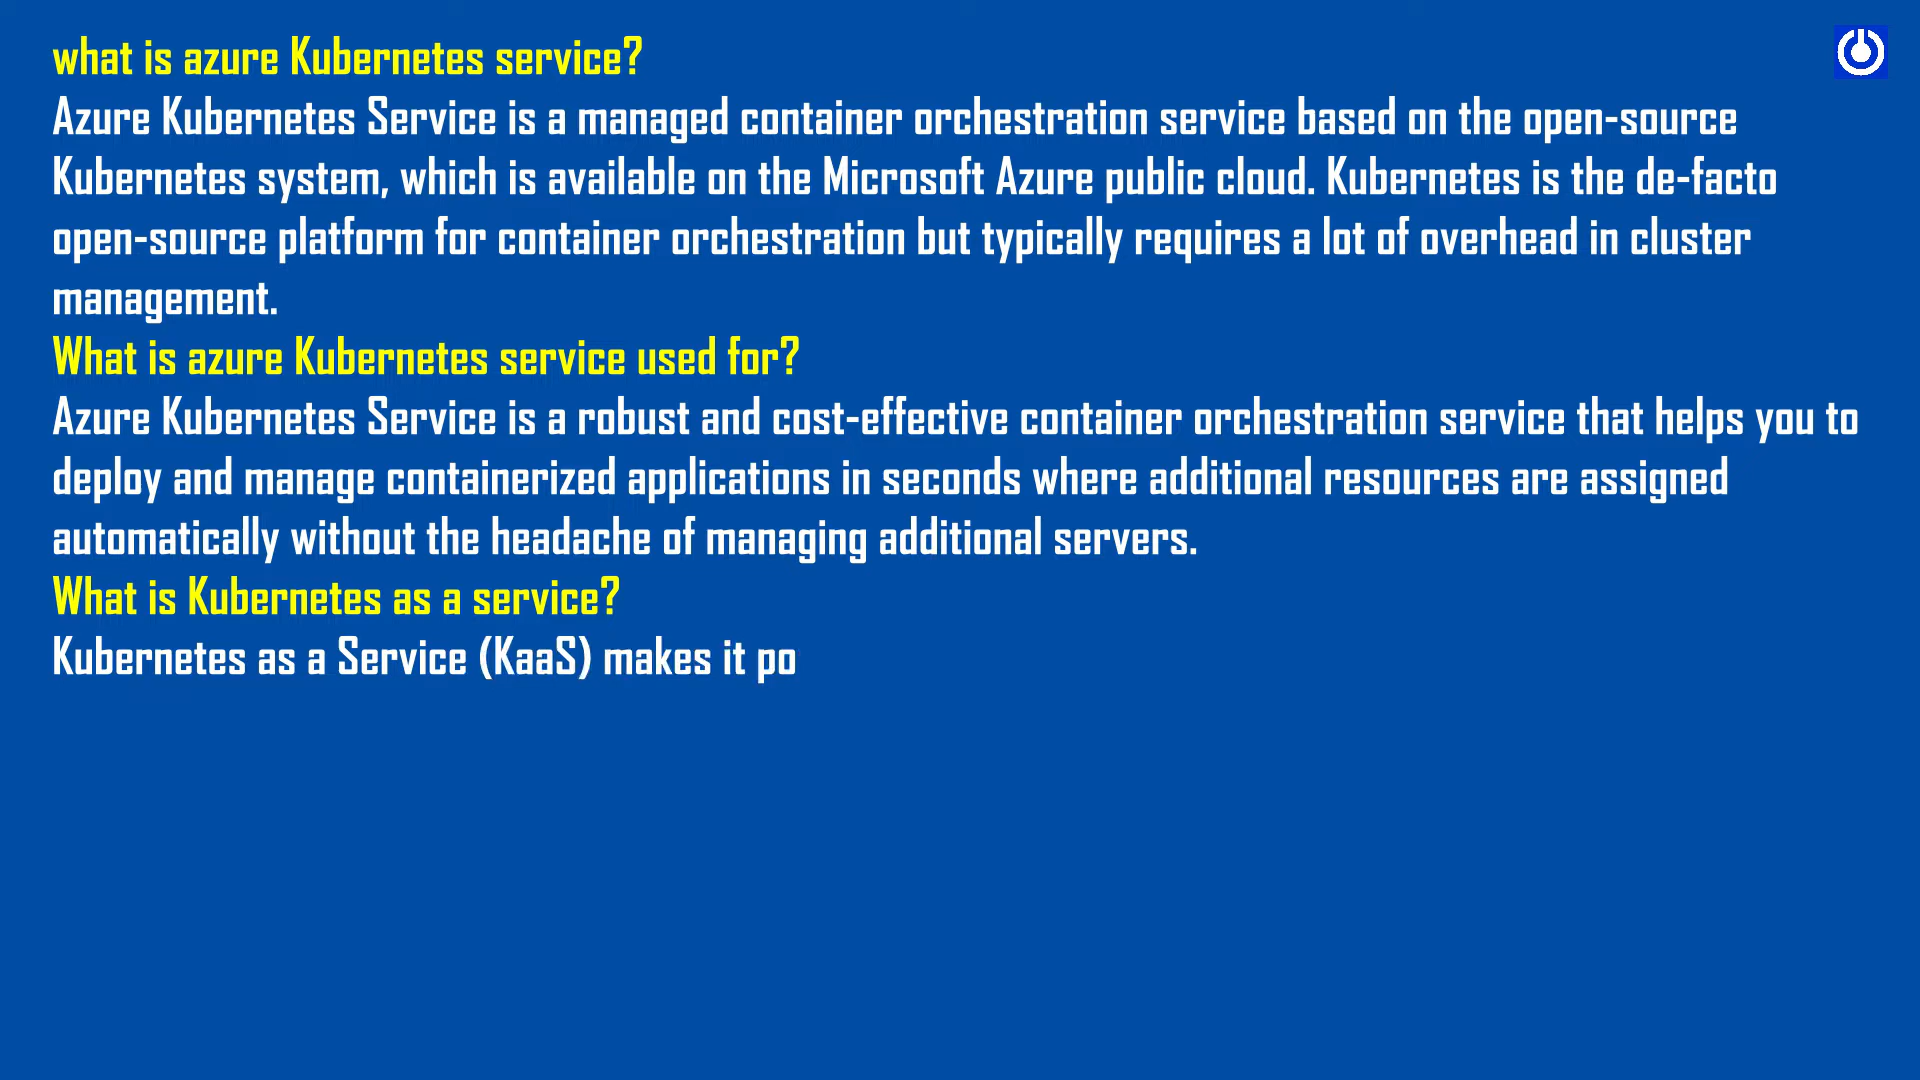 what is azure Kubernetes service?
Azure Kubernetes Service is a managed container orchestration service based on the open-source
Kubernetes system, which is available on the Microsoft Azure public cloud. Kubernetes is the de-facto
open-source platform for container orchestration but typically requires a lot of overhead in cluster
management.
What is azure Kubernetes service used for?
Azure Kubernetes Service is a robust and cost-effective container orchestration service that helps you to
deploy and manage containerized applications in seconds where additional resources are assigned
automatically without the headache of managing additional servers.
What is Kubernetes as a service?
Kubernetes as a Service (KaaS) makes it po